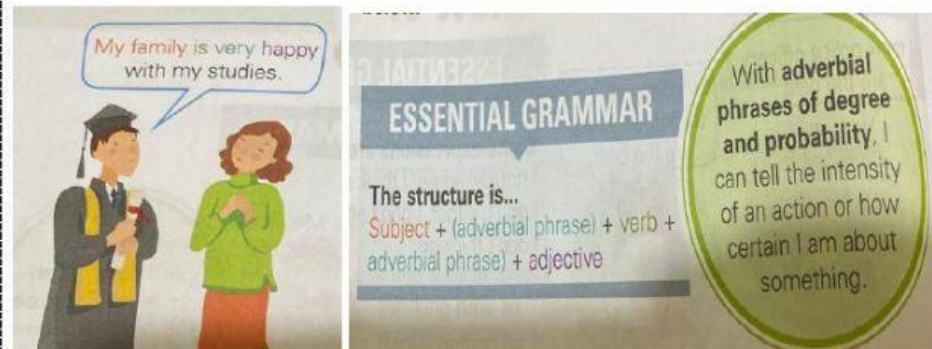 My family is very happy
with my studies.
ESSENTIAL GRAMMAR
The structure is...
Subject + (adverbial phrase) + verb +
adverbial phrase) + adjective
With adverbial
phrases of degree
and probability, I
can tell the intensity
of an action or how
certain I am about
something.